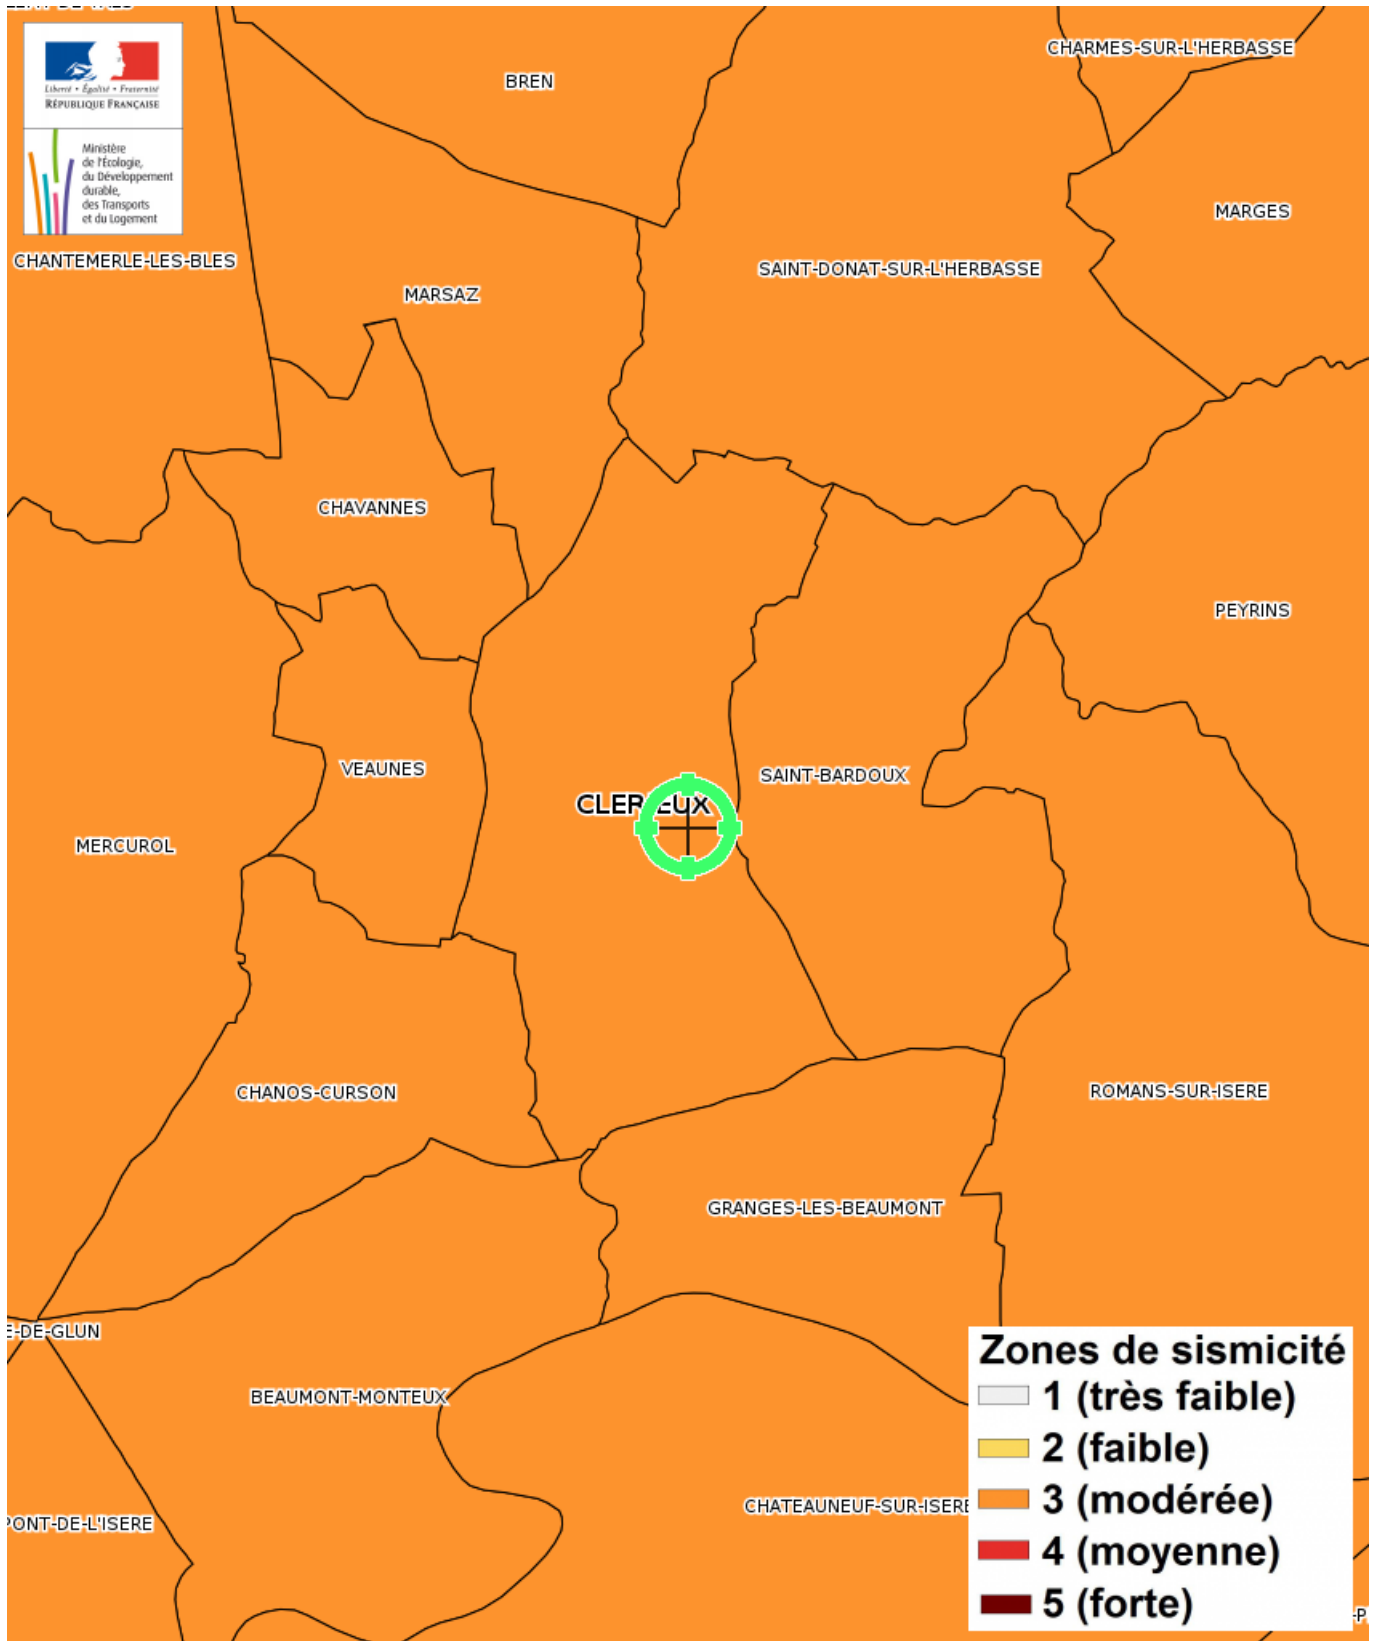 Liberté • Égalité • Fraternité
RÉPUBLIQUE FRANÇAISE
Ministère
de l'Écologie,
du Développement
durable,
des Transports
et du Logement
BREN
CHARMES-SUR-L'HERBASSE
MARGES
CHANTEMERLE-LES-BLES
SAINT-DONAT-SUR-L'HERBASSE
MARSAZ
CHAVANNES
PEYRINS
VEAUNES
SAINT-BARDOUX
CLERIEUX
MERCUROL
CHANOS-CURSON
ROMANS-SUR-ISERE
GRANGES-LES-BEAUMONT
E-DE-GLUN
BEAUMONT-MONTEUX
CHATEAUNEUF-SUR-ISERE
PONT-DE-L'ISERE
Zones de sismicité
1 (très faible)
2 (faible)
3 (modérée)
4 (moyenne)
5 (forte)
-P